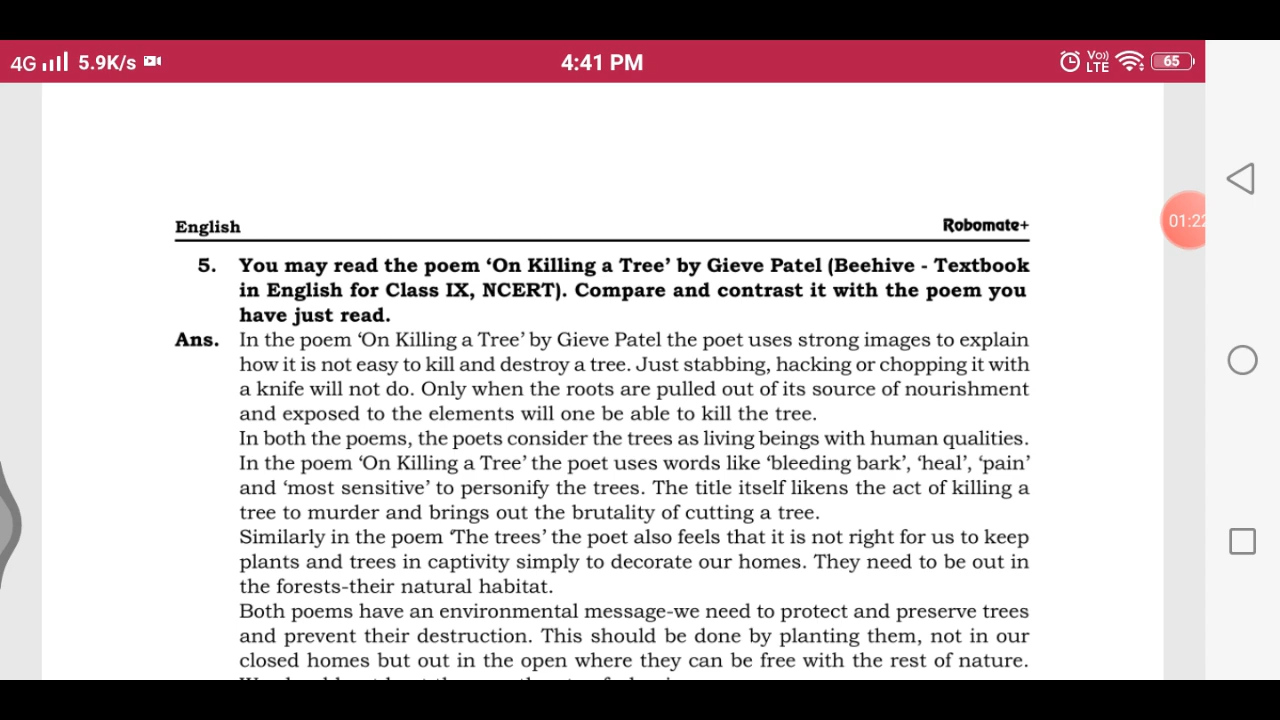 4G 5.9K/s 4:41 PM Vo)) LTE 65
01:22
English Robomate+
5. You may read the poem ‘On Killing a Tree’ by Gieve Patel (Beehive - Textbook
in English for Class IX, NCERT). Compare and contrast it with the poem you
have just read.
Ans. In the poem ‘On Killing a Tree’ by Gieve Patel the poet uses strong images to explain
how it is not easy to kill and destroy a tree. Just stabbing, hacking or chopping it with
a knife will not do. Only when the roots are pulled out of its source of nourishment
and exposed to the elements will one be able to kill the tree.
In both the poems, the poets consider the trees as living beings with human qualities.
In the poem ‘On Killing a Tree’ the poet uses words like ‘bleeding bark’, ‘heal’, ‘pain’
and ‘most sensitive’ to personify the trees. The title itself likens the act of killing a
tree to murder and brings out the brutality of cutting a tree.
Similarly in the poem ‘The trees’ the poet also feels that it is not right for us to keep
plants and trees in captivity simply to decorate our homes. They need to be out in
the forests-their natural habitat.
Both poems have an environmental message-we need to protect and preserve trees
and prevent their destruction. This should be done by planting them, not in our
closed homes but out in the open where they can be free with the rest of nature.